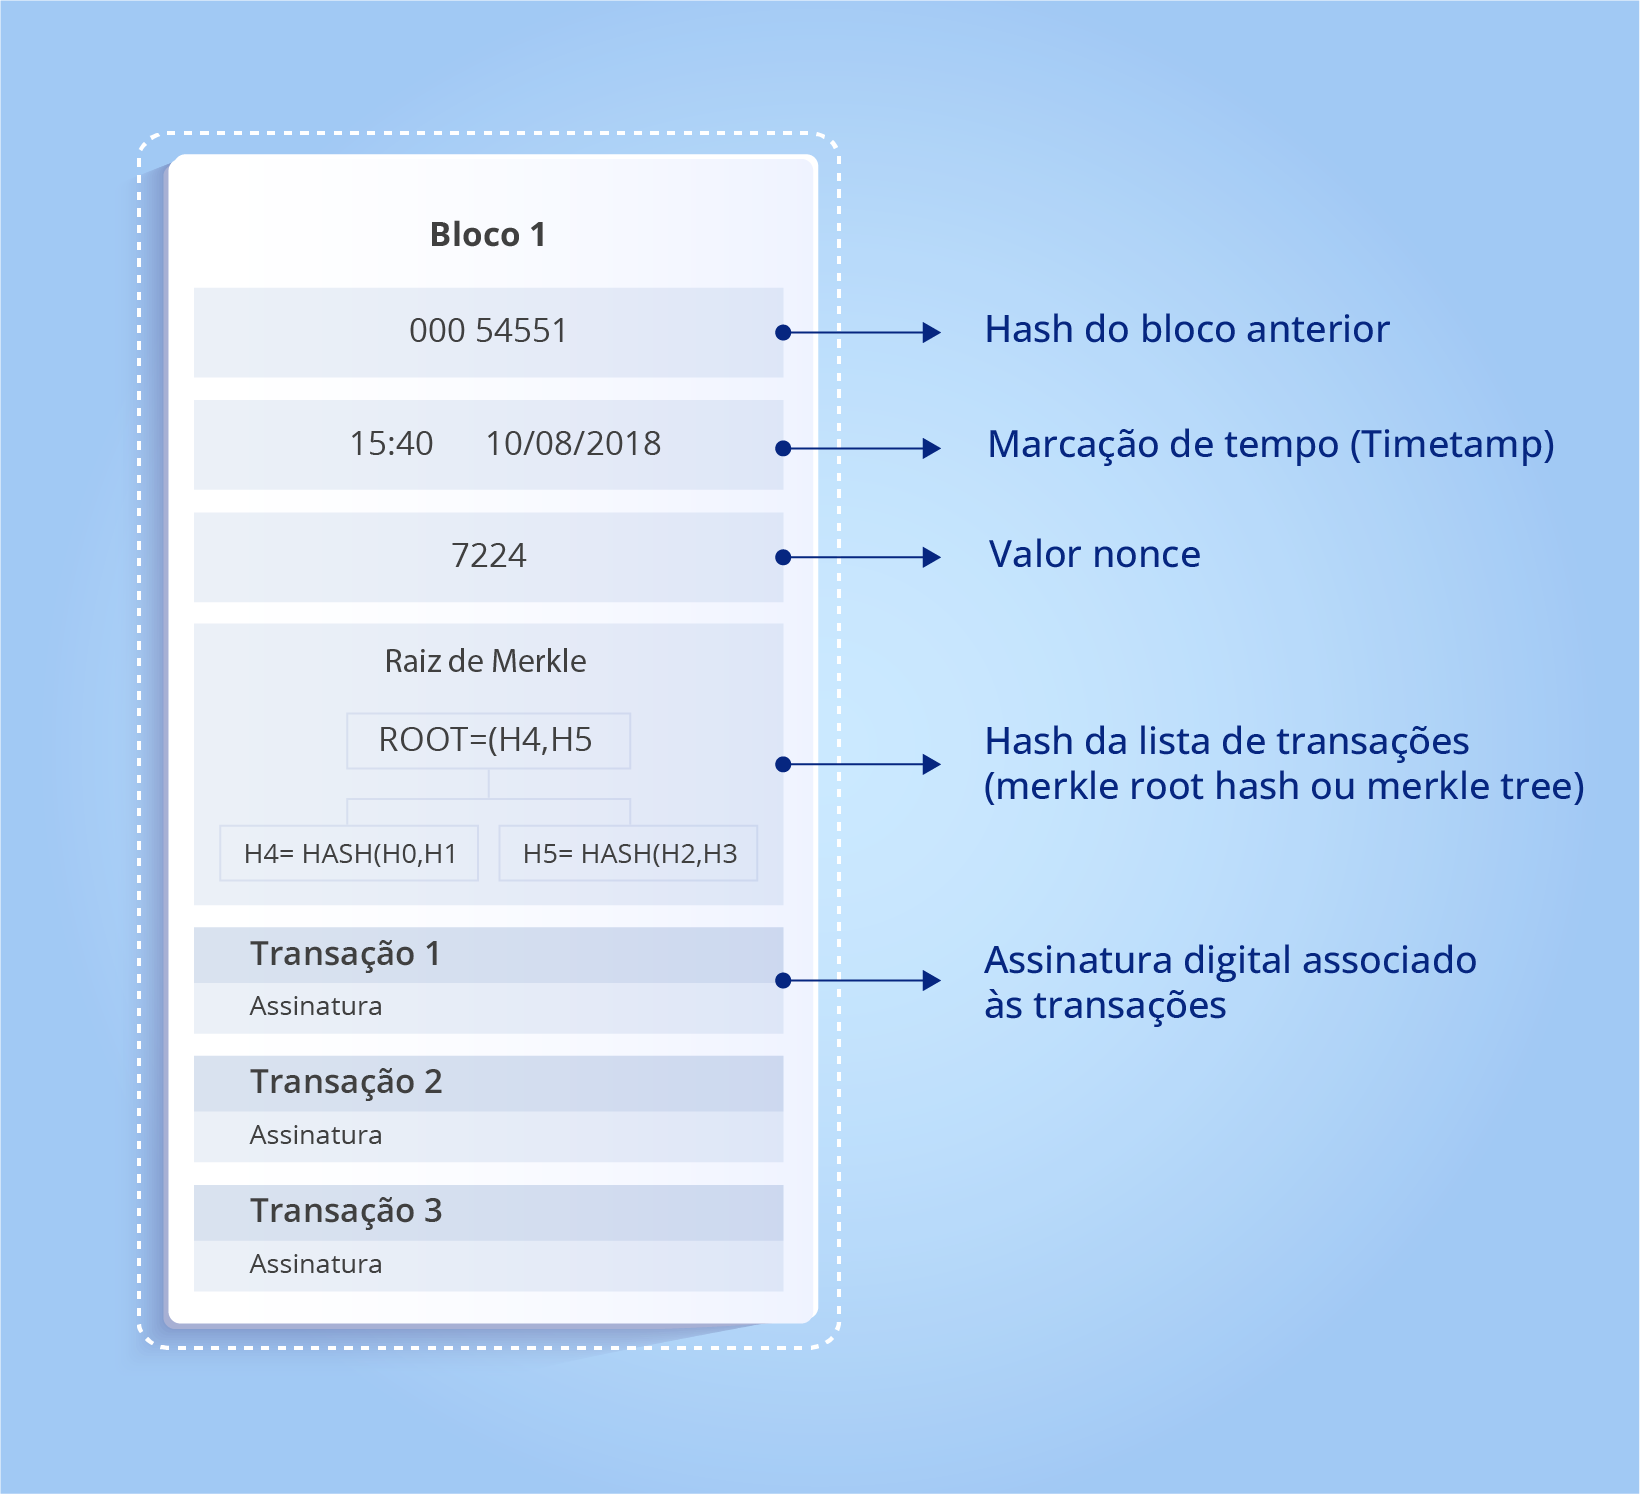 Bloco 1
000 54551
Hash do bloco anterior
15:40 10/08/2018
Marcação de tempo (Timetamp)
7224
Valor nonce
Raiz de Merkle
ROOT=(H4,H5
H4= HASH(H0,H1
H5= HASH(H2,H3
Hash da lista de transações
(merkle root hash ou merkle tree)
Transação 1
Assinatura
Assinatura digital associado
às transações
Transação 2
Assinatura
Transação 3
Assinatura